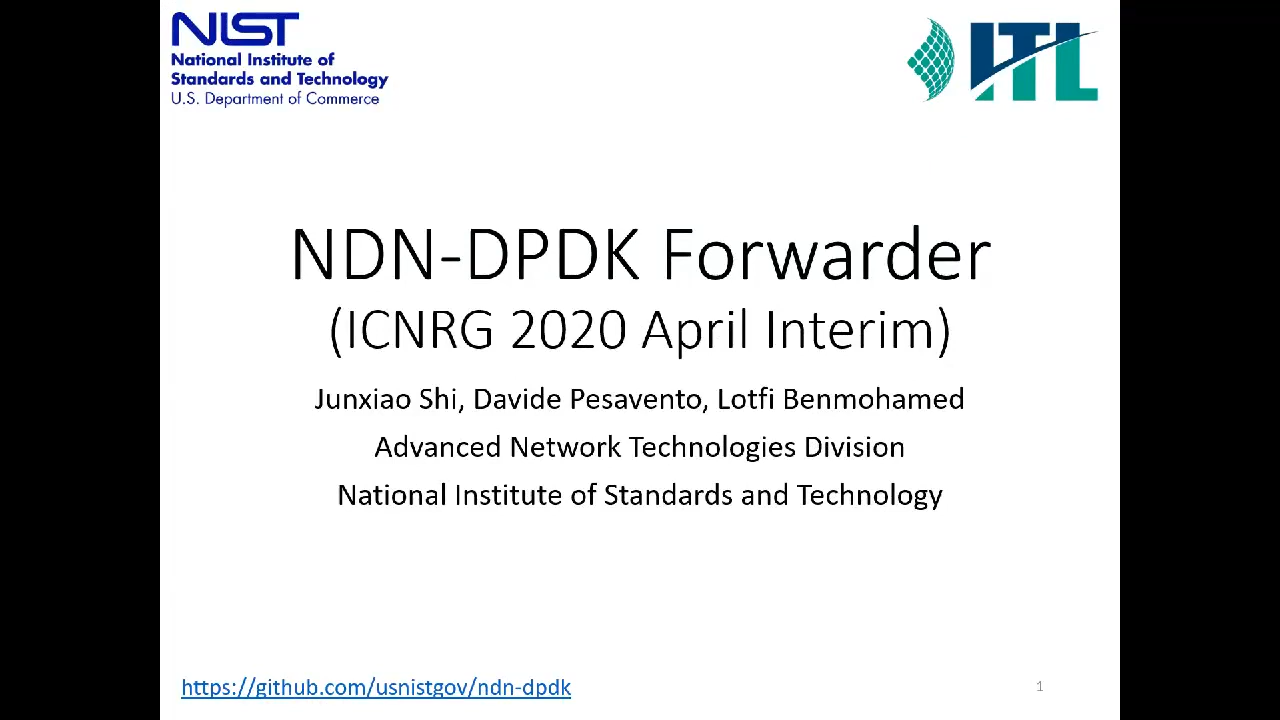 NIST
National Institute of
Standards and Technology
U.S. Department of Commerce
ITL
NDN-DPDK Forwarder
(ICNRG 2020 April Interim)
Junxiao Shi, Davide Pesavento, Lotfi Benmohamed
Advanced Network Technologies Division
National Institute of Standards and Technology
https://github.com/usnistgov/ndn-dpdk
1